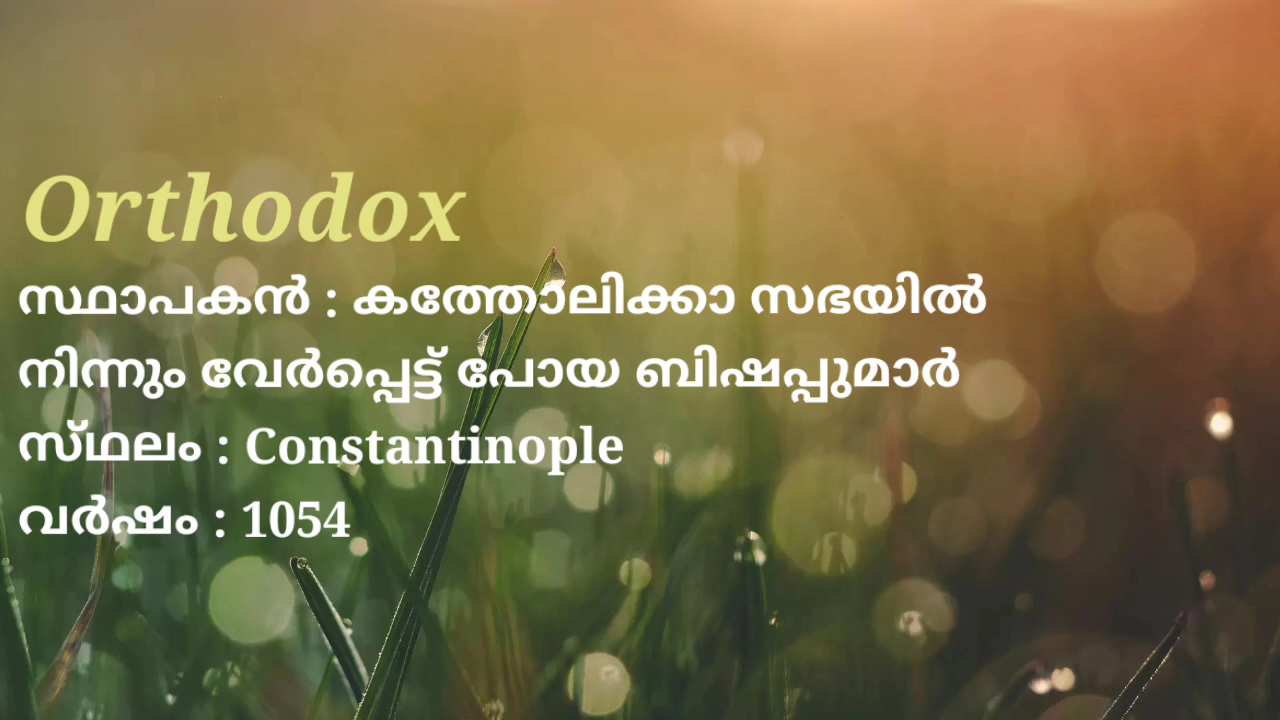 Orthodox
സ്ഥാപകൻ : കത്തോലിക്കാ സഭയിൽ
നിന്നും വേർപ്പെട്ട് പോയ ബിഷപ്പുമാർ
സ്ഥലം : Constantinople
വർഷം : 1054